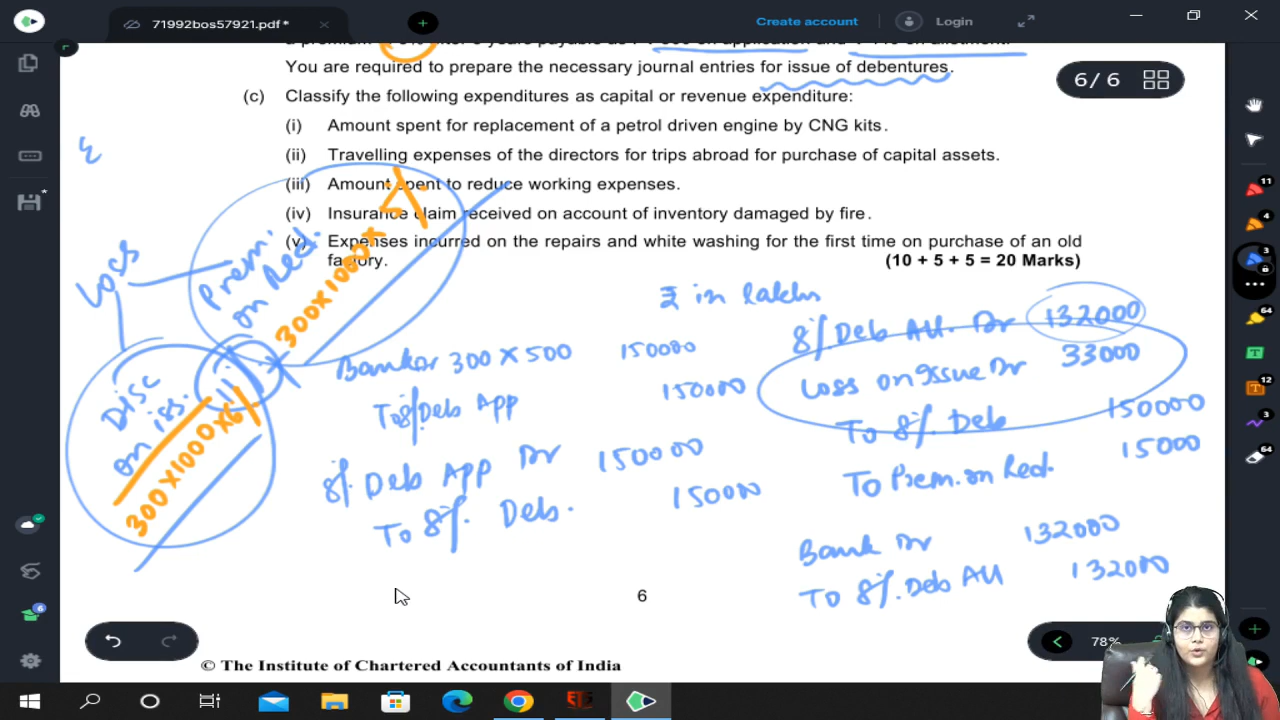 71992bos57921.pdf*
Create account
Login
You are required to prepare the necessary journal entries for issue of debentures.
6/6
(c) Classify the following expenditures as capital or revenue expenditure:
(i) Amount spent for replacement of a petrol driven engine by CNG kits.
(ii) Travelling expenses of the directors for trips abroad for purchase of capital assets.
(iii) Amount spent to reduce working expenses.
(iv) Insurance claim received on account of inventory damaged by fire.
(v) Expenses incurred on the repairs and white washing for the first time on purchase of an old
factory. (10 + 5 + 5 = 20 Marks)
Loss
Prem.
on Red.
300×1000×5%
Disc
on iss.
300×1000×6%
11%
₹ in lakhs
Bank Dr 300 × 500 150000
To 8% Deb App 150000
8% Deb App Dr 150000
To 8% Deb. 150000
8% Deb All. Dr 132000
Loss on Issue Dr 33000
To 8% Deb 150000
To Prem. on Red. 15000
Bank Dr 132000
To 8% Deb All 132000
6
78%
© The Institute of Chartered Accountants of India